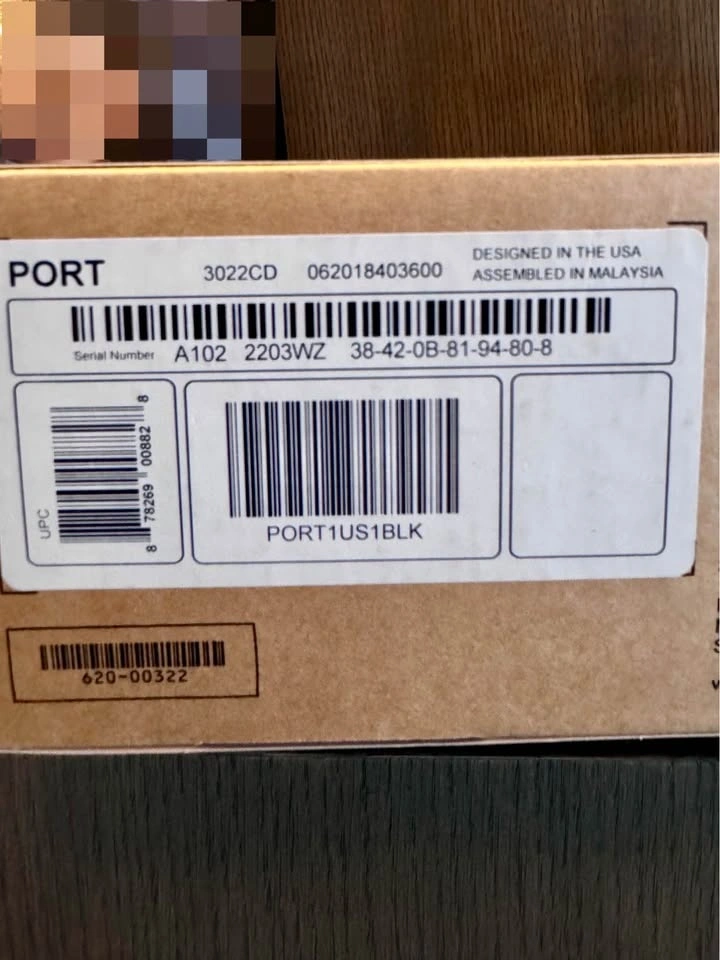 PORT 3022CD 062018403600 DESIGNED IN THE USA
ASSEMBLED IN MALAYSIA
Serial Number A102 2203WZ 38-42-0B-81-94-80-8
UPC
8 78269 00882 8
PORT1US1BLK
620-00322